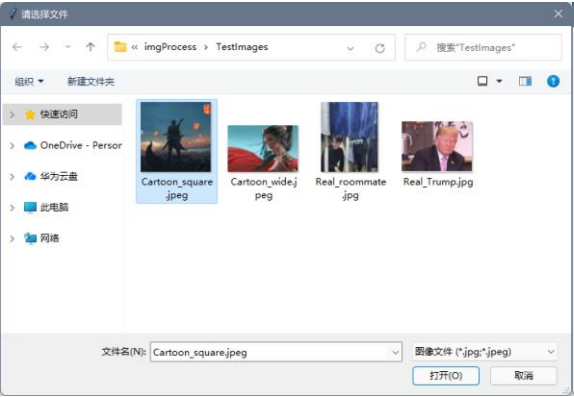 请选择文件
« imgProcess › TestImages
搜索"TestImages"
组织
新建文件夹
快速访问
OneDrive - Person
华为云盘
此电脑
网络
Cartoon_square
.jpeg
Cartoon_wide.j
peg
Real_roommate
.jpg
Real_Trump.jpg
文件名(N):
Cartoon_square.jpeg
图像文件 (*.jpg;*.jpeg)
打开(O)
取消